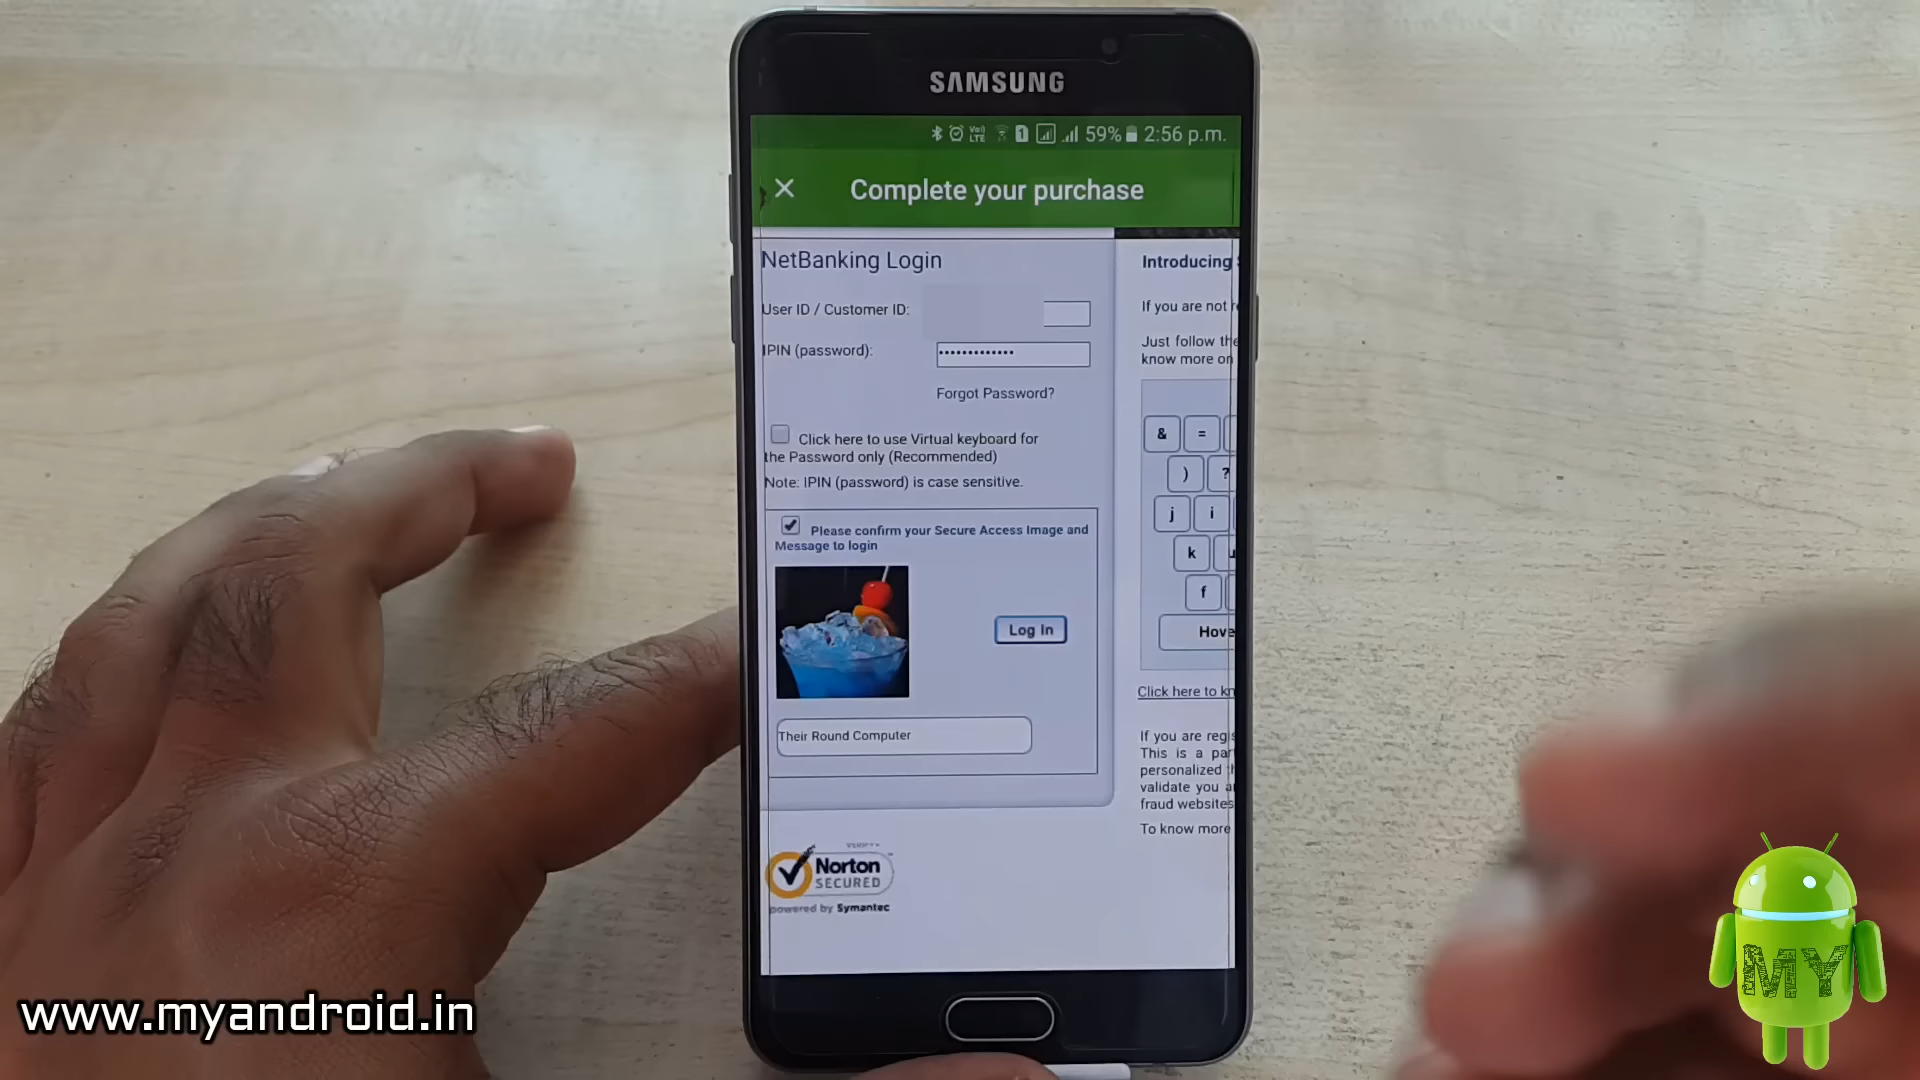 SAMSUNG
1 59% 2:56 p.m.
Complete your purchase
NetBanking Login
User ID / Customer ID:
IPIN (password):
Forgot Password?
Click here to use Virtual keyboard for
the Password only (Recommended)
Note: IPIN (password) is case sensitive.
Please confirm your Secure Access Image and
Message to login
Log In
Their Round Computer
Norton
SECURED
powered by Symantec
Introducing
If you are not
Just follow the
know more on
& =
) ?
j i
k u
f
Hove
Click here to kn
If you are regis
This is a par
personalized
validate you a
fraud websites
To know more
www.myandroid.in
MY